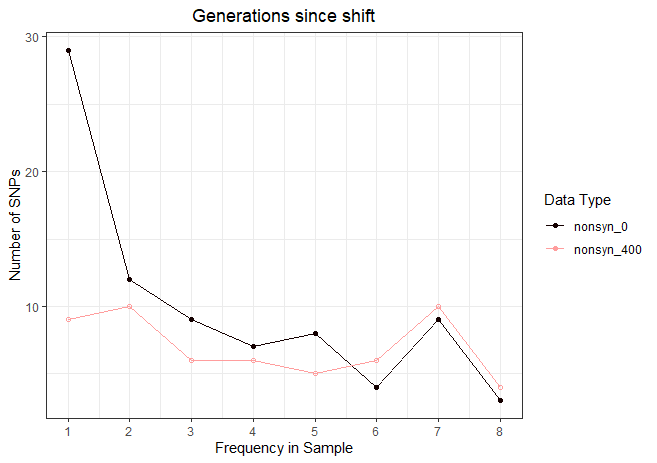 Generations since shift
Number of SNPs
30
20
10
1 2 3 4 5 6 7 8
Frequency in Sample
Data Type
nonsyn_0
nonsyn_400